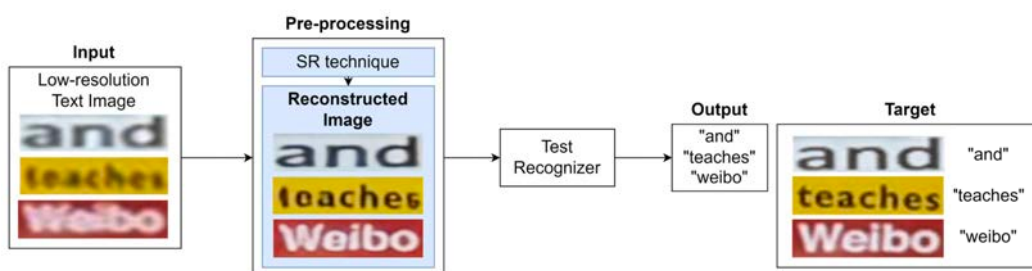 Pre-processing
Input
SR technique
Low-resolution
Text Image
Reconstructed
Image
Output
Target
and
and
Test
Recognizer
"and"
"teaches"
"weibo"
and
"and"
teaches
teaches
teaches
"teaches"
Weibo
Weibo
Weibo
"weibo"